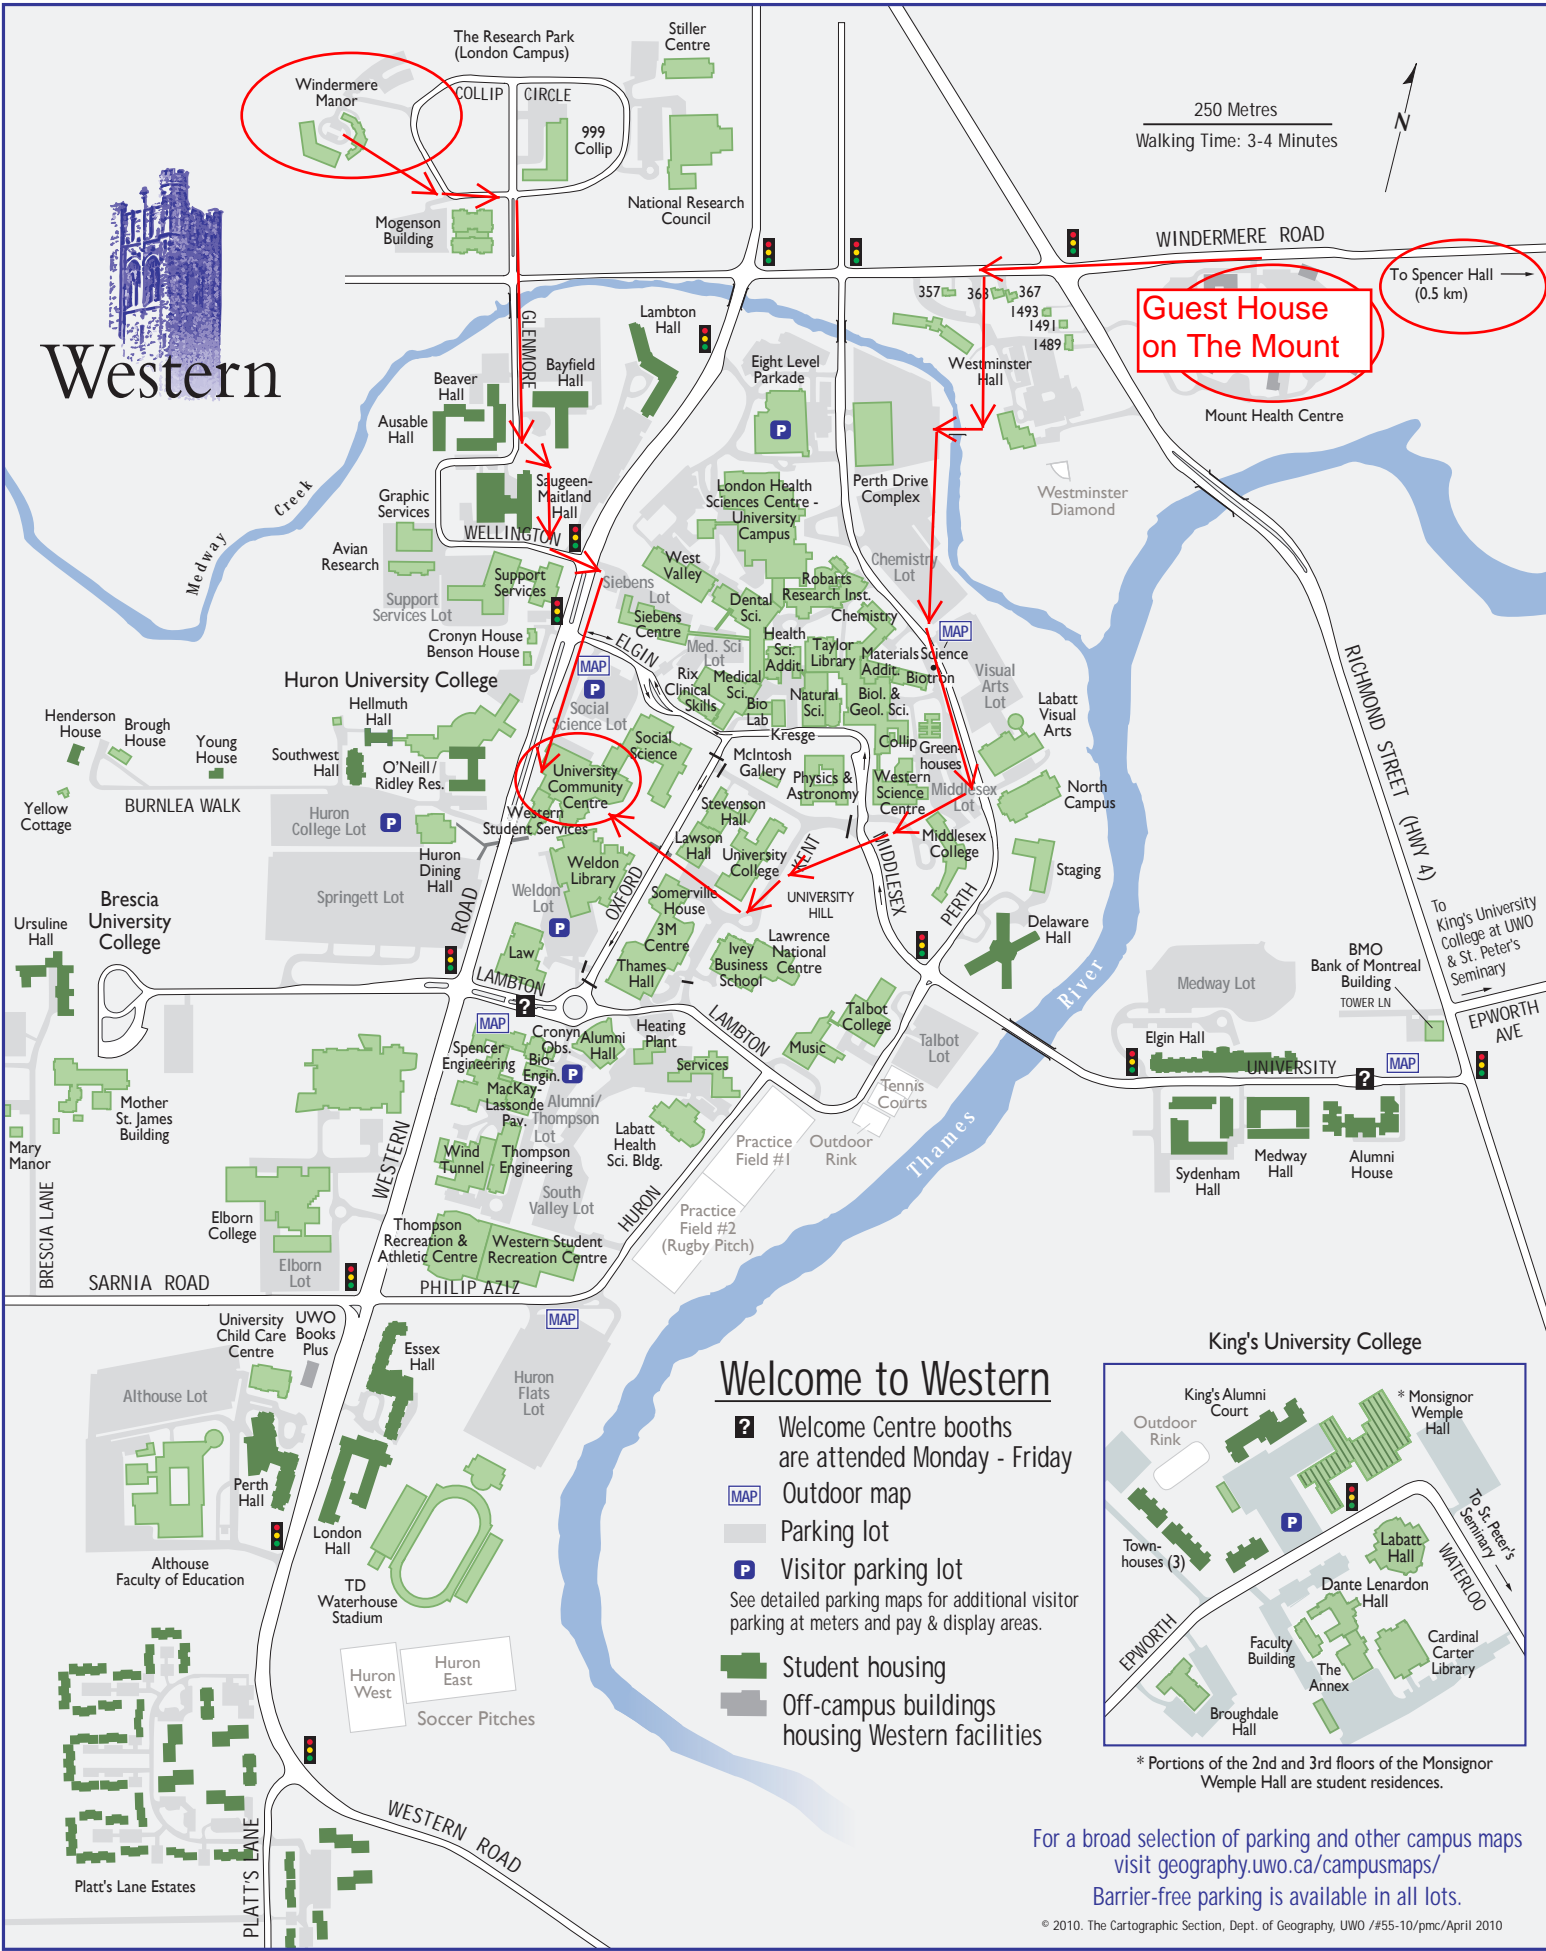 The Research Park
(London Campus)
Stiller
Centre
Windermere
Manor
COLLIP
CIRCLE
999
Collip
250 Metres
Walking Time: 3-4 Minutes
N
National Research
Council
Mogenson
Building
WINDERMERE ROAD
To Spencer Hall
(0.5 km)
Western
Guest House
on The Mount
Mount Health Centre
357
363
367
1493
1491
1489
Westminster
Hall
GLENMORE
Lambton
Hall
Bayfield
Hall
Beaver
Hall
Ausable
Hall
Eight Level
Parkade
P
Medway
Creek
Graphic
Services
Saugeen-
Maitland
Hall
London Health
Sciences Centre -
University
Campus
Perth Drive
Complex
Westminster
Diamond
WELLINGTON
Avian
Research
Support
Services
Support
Services Lot
West
Valley
Siebens
Lot
Siebens
Centre
Dental
Sci.
Robarts
Research Inst.
Chemistry
Lot
Chemistry
Cronyn House
Benson House
ELGIN
MAP
MAP
P
Med. Sci
Lot
Health
Sci.
Addit.
Taylor
Library
Materials Science
Addit.
Biotron
Visual
Arts
Lot
Huron University College
Hellmuth
Hall
Social
Science Lot
Rix
Clinical
Skills
Medical
Sci.
Bio
Lab
Natural
Sci.
Biol. &
Geol. Sci.
Labatt
Visual
Arts
RICHMOND STREET (HWY 4)
Henderson
House
Brough
House
Young
House
Southwest
Hall
O'Neill/
Ridley Res.
Social
Science
Kresge
Collip
Green-
houses
McIntosh
Gallery
University
Community
Centre
Physics &
Astronomy
Western
Science
Centre
Middlesex
Lot
North
Campus
Yellow
Cottage
BURNLEA WALK
Huron
College Lot
P
Western
Student Services
Stevenson
Hall
Lawson
Hall
University
College
KENT
MIDDLESEX
Middlesex
College
Huron
Dining
Hall
Weldon
Library
Staging
Springett Lot
Weldon
Lot
P
OXFORD
Somerville
House
UNIVERSITY
HILL
PERTH
Brescia
University
College
Ursuline
Hall
ROAD
Law
3M
Centre
Thames
Hall
Ivey
Business
School
Lawrence
National
Centre
Delaware
Hall
To
King's University
College at UWO
& St. Peter's
Seminary
BMO
Bank of Montreal
Building
TOWER LN
Medway Lot
EPWORTH
AVE
LAMBTON
?
MAP
River
Thames
Spencer
Engineering
Cronyn
Obs.
Bio-
Engin.
P
Alumni
Hall
Heating
Plant
LAMBTON
Talbot
College
Music
Talbot
Lot
Elgin Hall
UNIVERSITY
?
MAP
Services
MacKay-
Lassonde
Pav.
Alumni/
Thompson
Lot
Tennis
Courts
Mother
St. James
Building
Mary
Manor
Labatt
Health
Sci. Bldg.
Practice
Field #1
Outdoor
Rink
Wind
Tunnel
Thompson
Engineering
Sydenham
Hall
Medway
Hall
Alumni
House
WESTERN
BRESCIA LANE
Elborn
College
South
Valley Lot
HURON
Practice
Field #2
(Rugby Pitch)
Thompson
Recreation &
Athletic Centre
Western Student
Recreation Centre
Elborn
Lot
SARNIA ROAD
PHILIP AZIZ
MAP
University
Child Care
Centre
UWO
Books
Plus
Essex
Hall
Huron
Flats
Lot
Althouse Lot
Perth
Hall
London
Hall
Althouse
Faculty of Education
TD
Waterhouse
Stadium
Huron
West
Huron
East
Soccer Pitches
PLATT'S LANE
WESTERN ROAD
Platt's Lane Estates
Welcome to Western
? Welcome Centre booths
are attended Monday - Friday
MAP Outdoor map
Parking lot
P Visitor parking lot
See detailed parking maps for additional visitor
parking at meters and pay & display areas.
Student housing
Off-campus buildings
housing Western facilities
King's University College
King's Alumni
Court
* Monsignor
Wemple
Hall
Outdoor
Rink
To St. Peter's
Seminary
P
Town-
houses (3)
Labatt
Hall
WATERLOO
Dante Lenardon
Hall
EPWORTH
Faculty
Building
The
Annex
Cardinal
Carter
Library
Broughdale
Hall
* Portions of the 2nd and 3rd floors of the Monsignor
Wemple Hall are student residences.
For a broad selection of parking and other campus maps
visit geography.uwo.ca/campusmaps/
Barrier-free parking is available in all lots.
© 2010. The Cartographic Section, Dept. of Geography, UWO /#55-10/pmc/April 2010